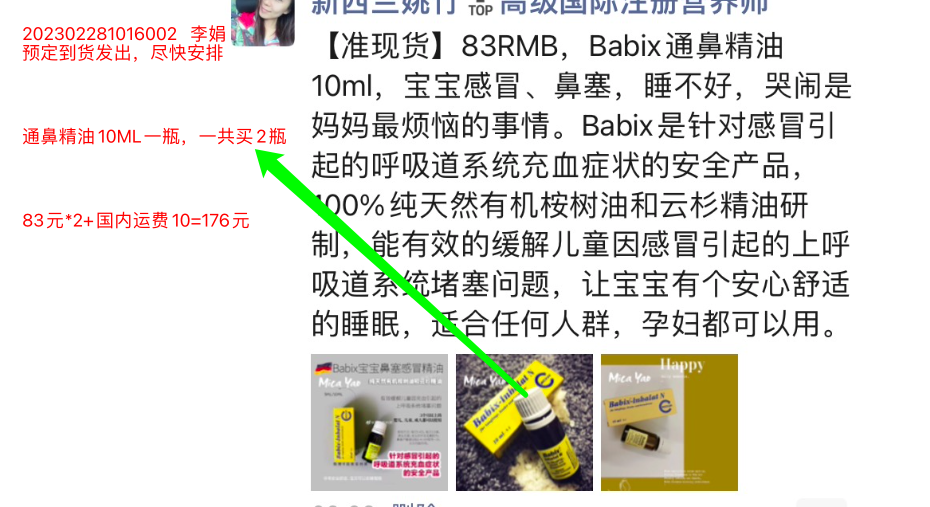 新西兰姚行 TOP 高级国际注册营养师
202302281016002 李娟
预定到货发出，尽快安排
通鼻精油10ML一瓶，一共买2瓶
83元*2+国内运费10=176元
【准现货】83RMB，Babix通鼻精油
10ml，宝宝感冒、鼻塞，睡不好，哭闹是
妈妈最烦恼的事情。Babix是针对感冒引
起的呼吸道系统充血症状的安全产品，
100%纯天然有机桉树油和云杉精油研
制，能有效的缓解儿童因感冒引起的上呼
吸道系统堵塞问题，让宝宝有个安心舒适
的睡眠，适合任何人群，孕妇都可以用。
Babix宝宝鼻塞感冒精油
Mica Yao
Babix-Inhalat N
针对感冒引起的
呼吸道系统充血症状
的安全产品
Mica Yao
Babix-Inhalat N
10 ml
Babix
Happy
Mica Yao
Babix-Inhalat N